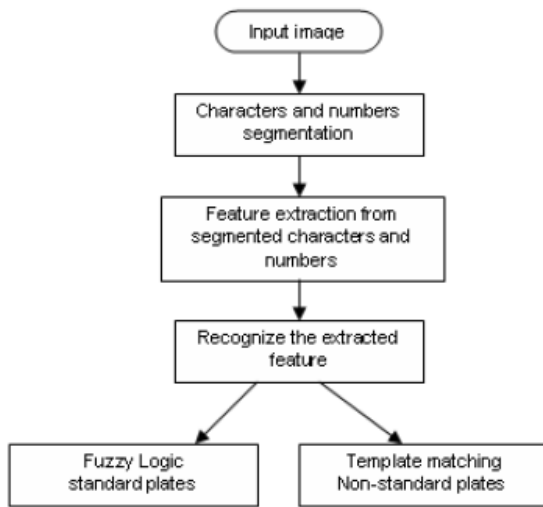 Input image
Characters and numbers
segmentation
Feature extraction from
segmented characters and
numbers
Recognize the extracted
feature
Fuzzy Logic
standard plates
Template matching
Non-standard plates